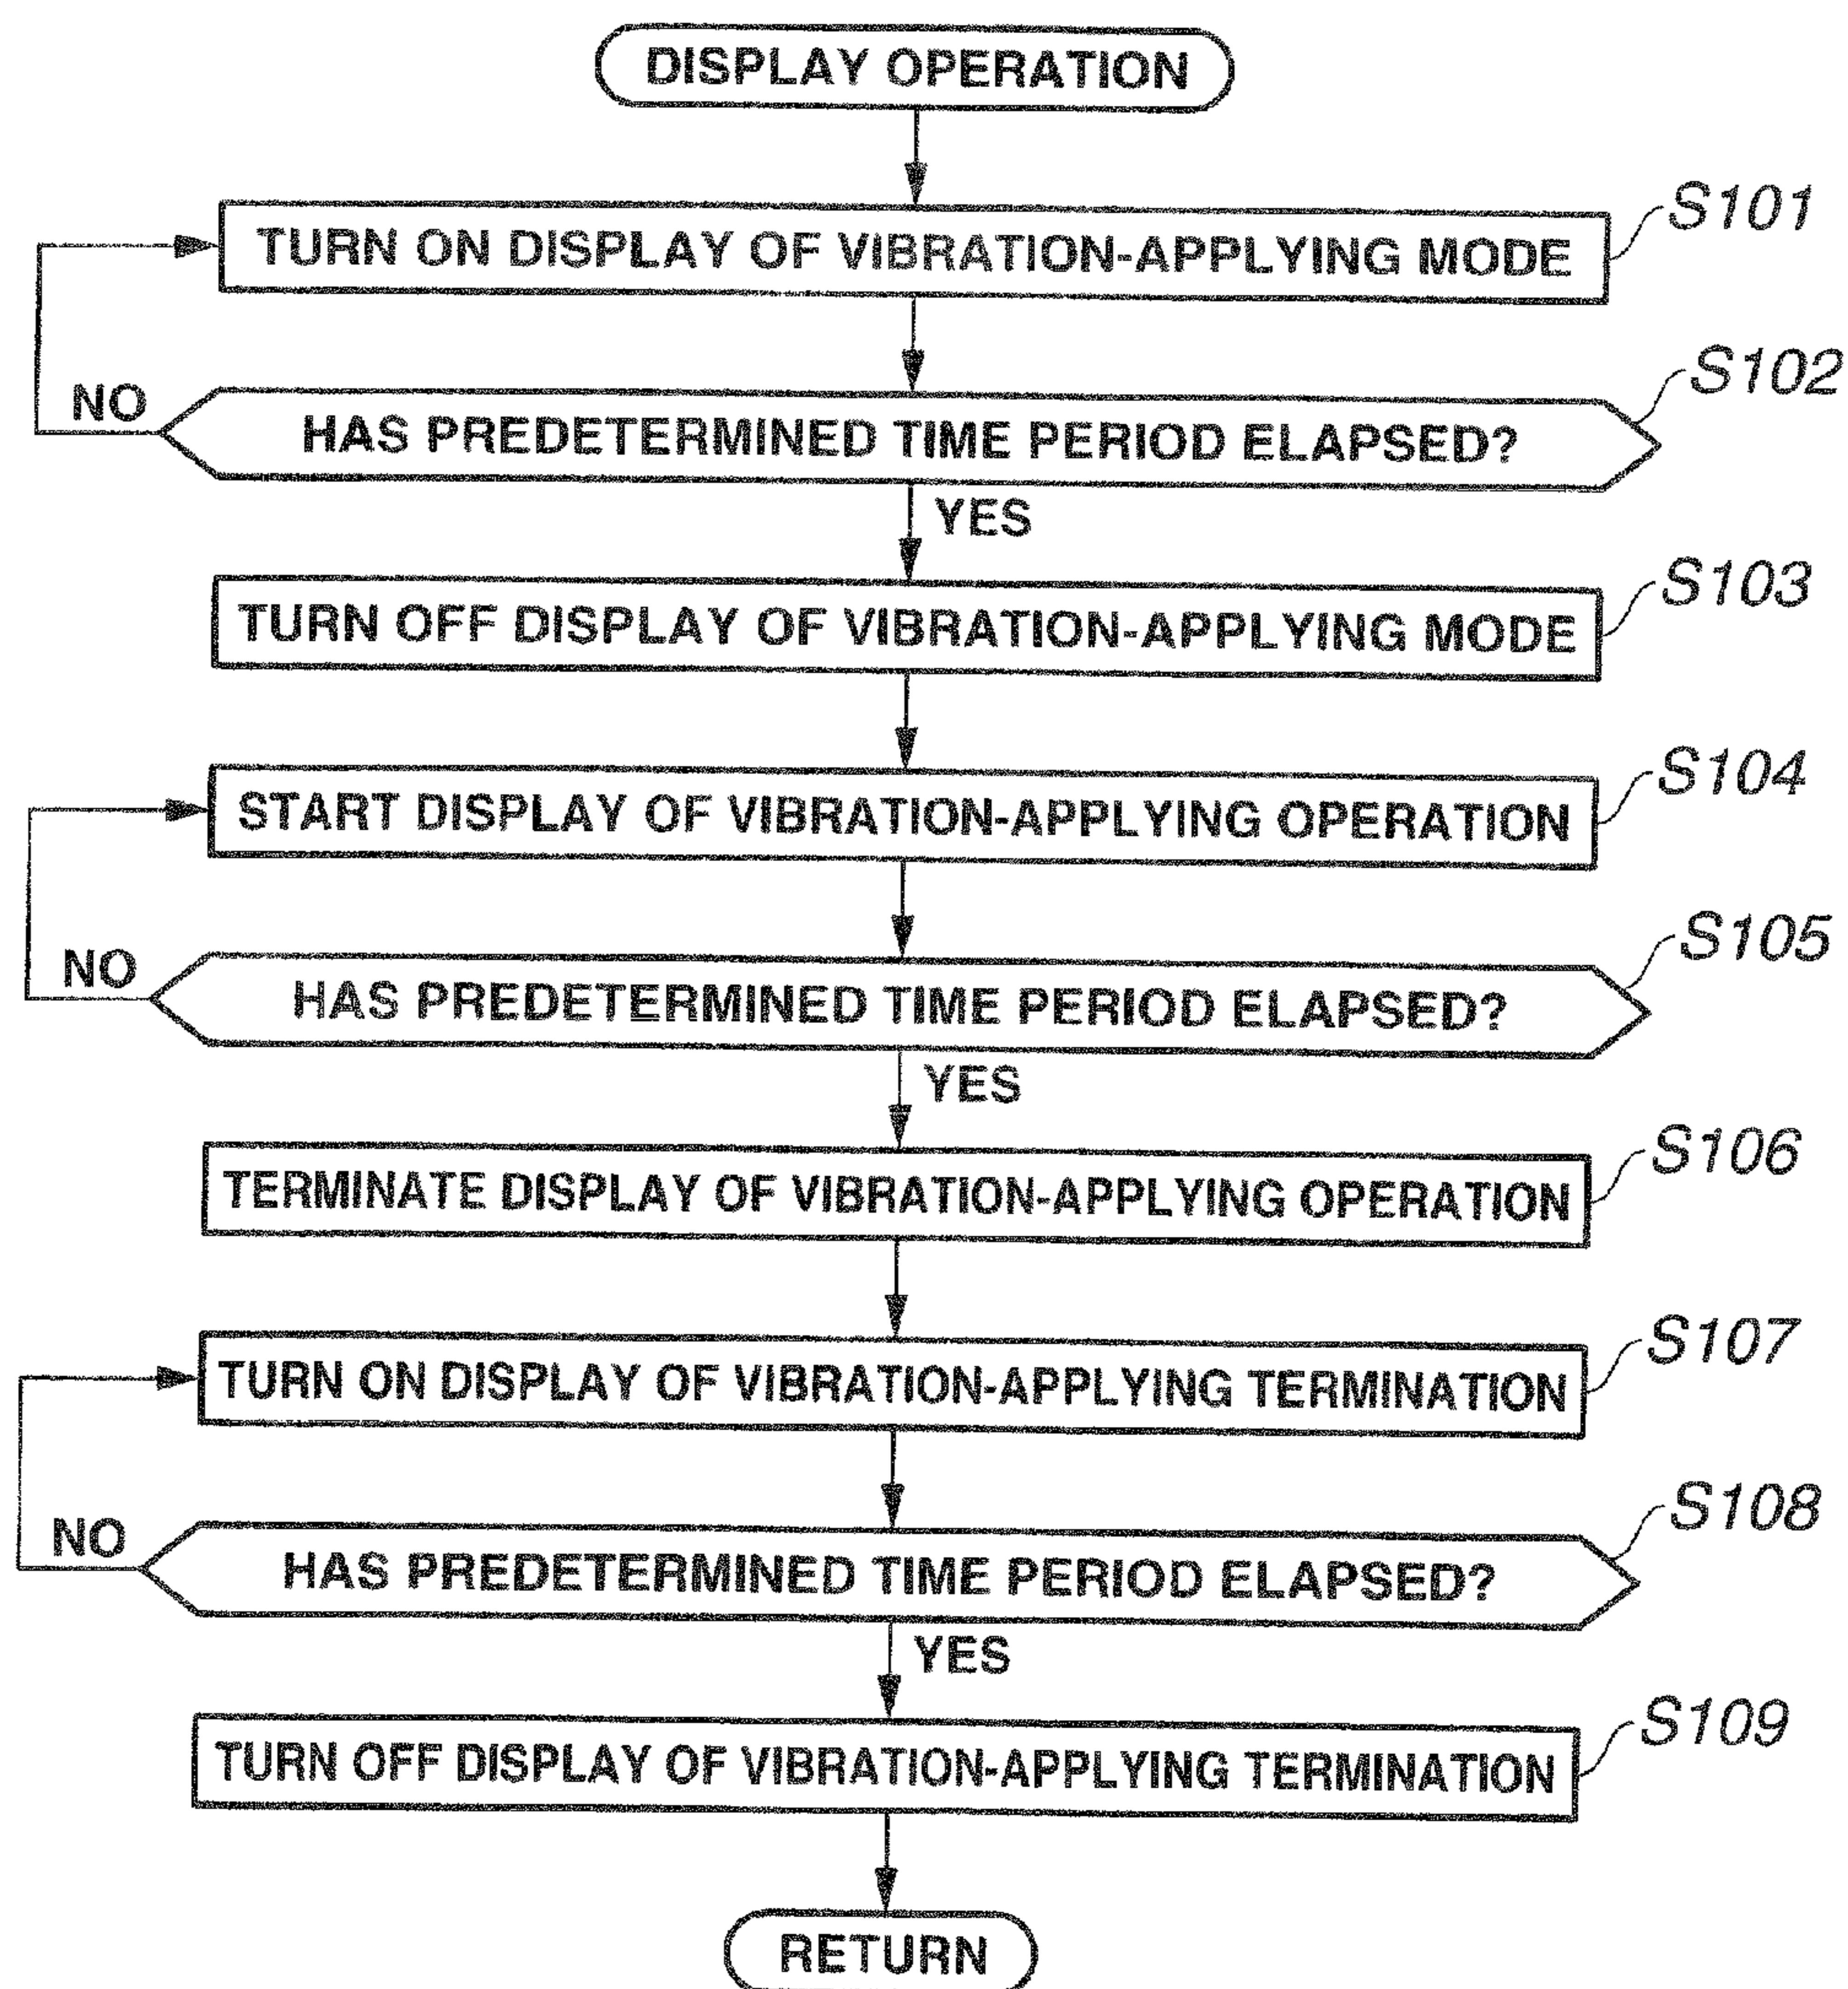 DISPLAY OPERATION
TURN ON DISPLAY OF VIBRATION-APPLYING MODE
S101
HAS PREDETERMINED TIME PERIOD ELAPSED?
S102
NO
YES
TURN OFF DISPLAY OF VIBRATION-APPLYING MODE
S103
START DISPLAY OF VIBRATION-APPLYING OPERATION
S104
HAS PREDETERMINED TIME PERIOD ELAPSED?
S105
NO
YES
TERMINATE DISPLAY OF VIBRATION-APPLYING OPERATION
S106
TURN ON DISPLAY OF VIBRATION-APPLYING TERMINATION
S107
HAS PREDETERMINED TIME PERIOD ELAPSED?
S108
NO
YES
TURN OFF DISPLAY OF VIBRATION-APPLYING TERMINATION
S109
RETURN